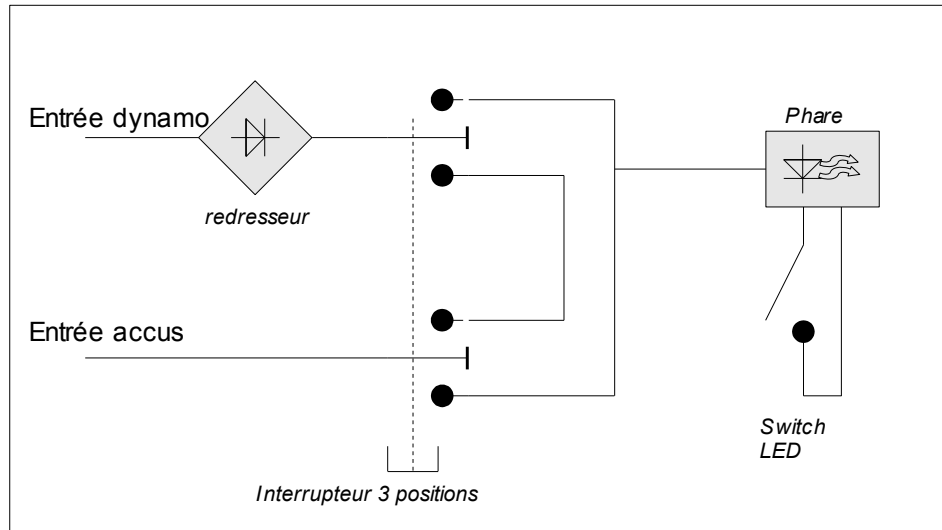 Entrée dynamo
Phare
redresseur
Entrée accus
Switch
LED
Interrupteur 3 positions